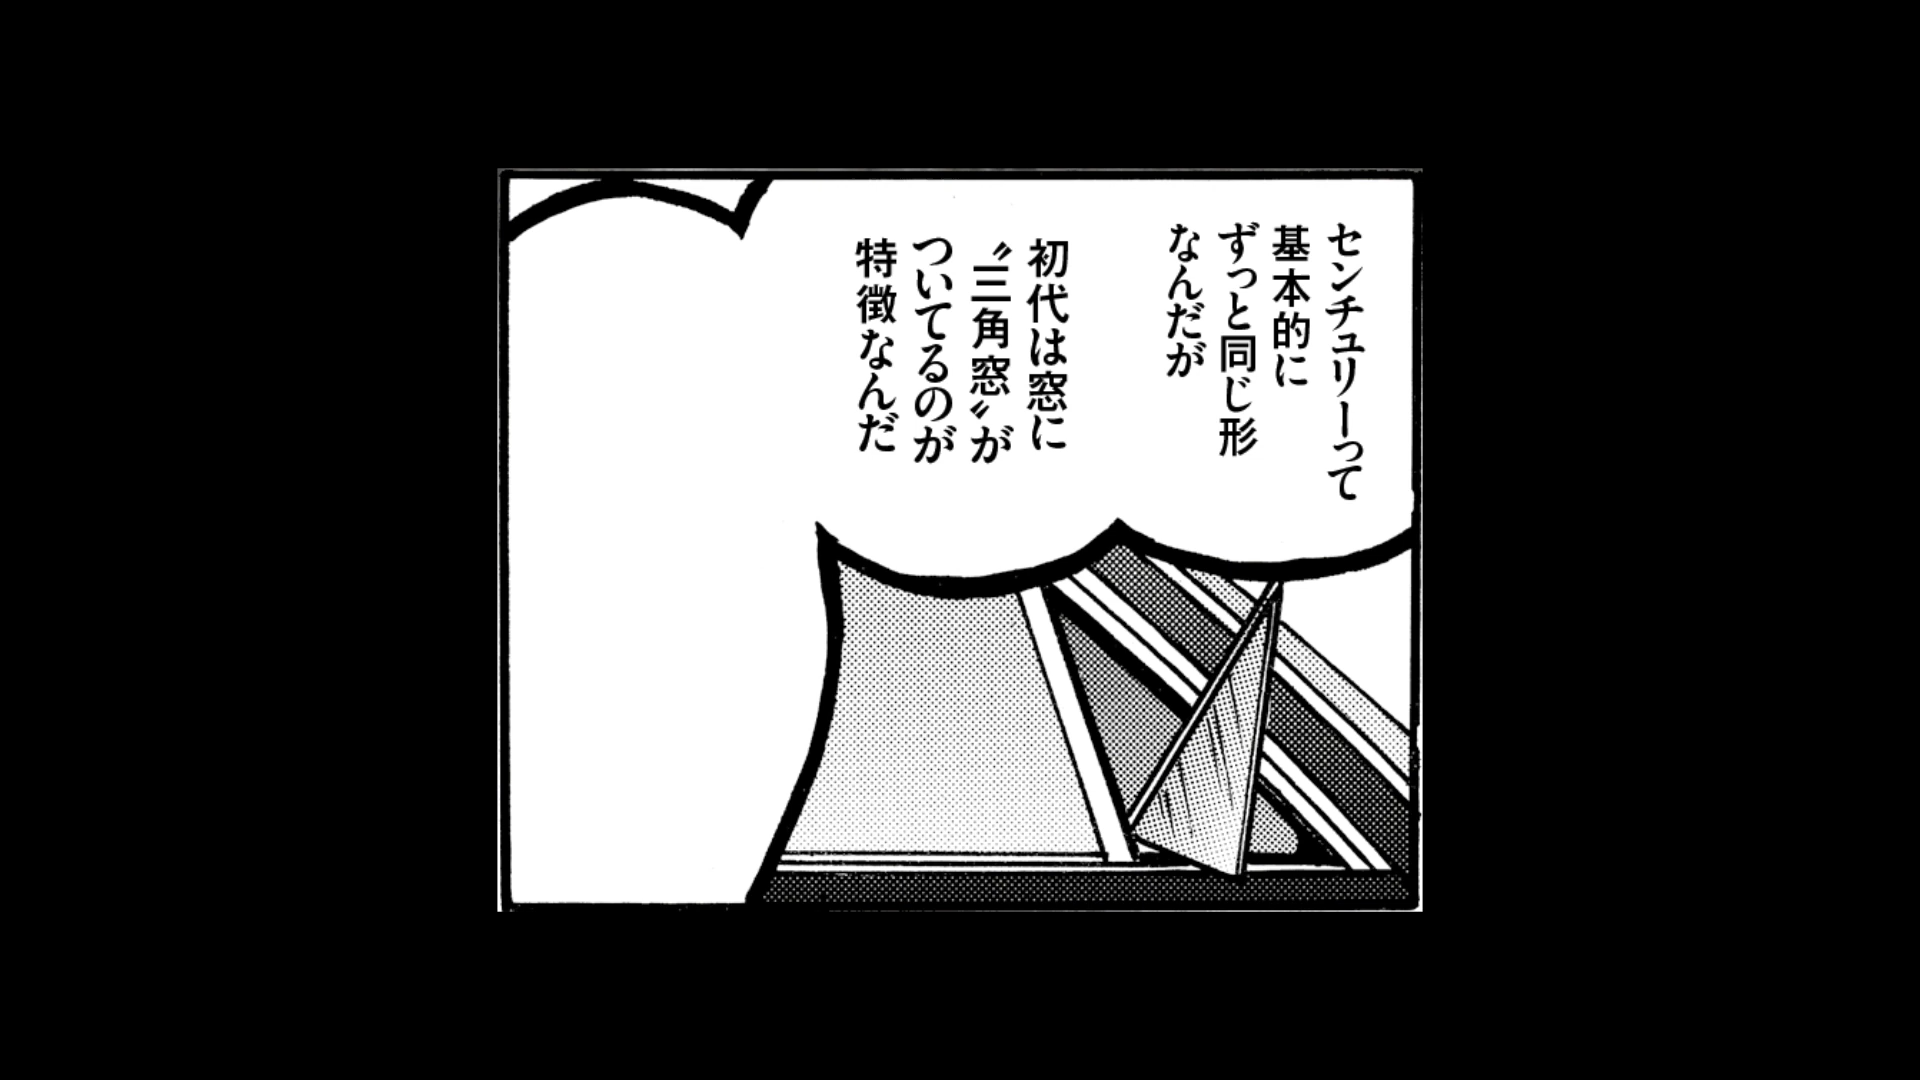 センチュリーって
基本的に
ずっと同じ形
なんだが
初代は窓に
〝三角窓〟が
ついてるのが
特徴なんだ